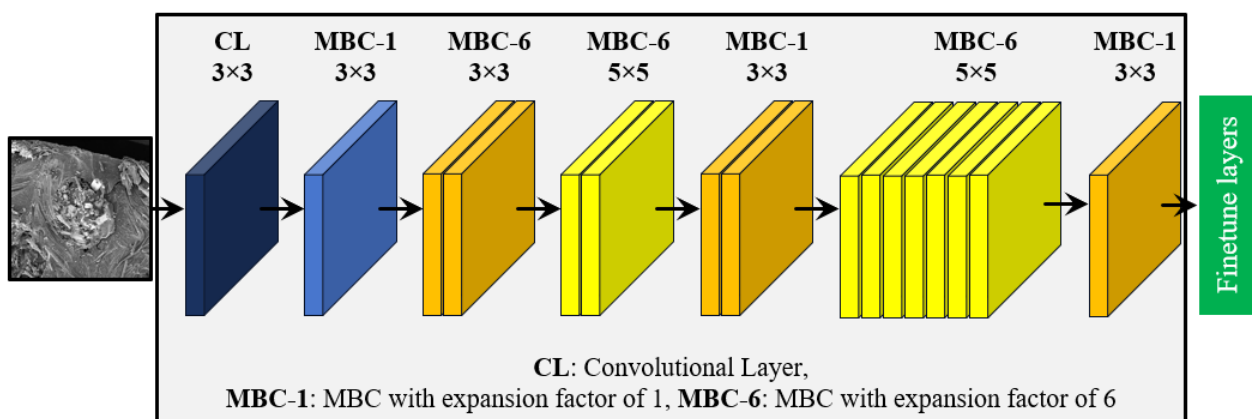 CL MBC-1 MBC-6 MBC-6 MBC-1 MBC-6 MBC-1
3×3 3×3 3×3 5×5 3×3 5×5 3×3
Finetune layers
CL: Convolutional Layer,
MBC-1: MBC with expansion factor of 1, MBC-6: MBC with expansion factor of 6